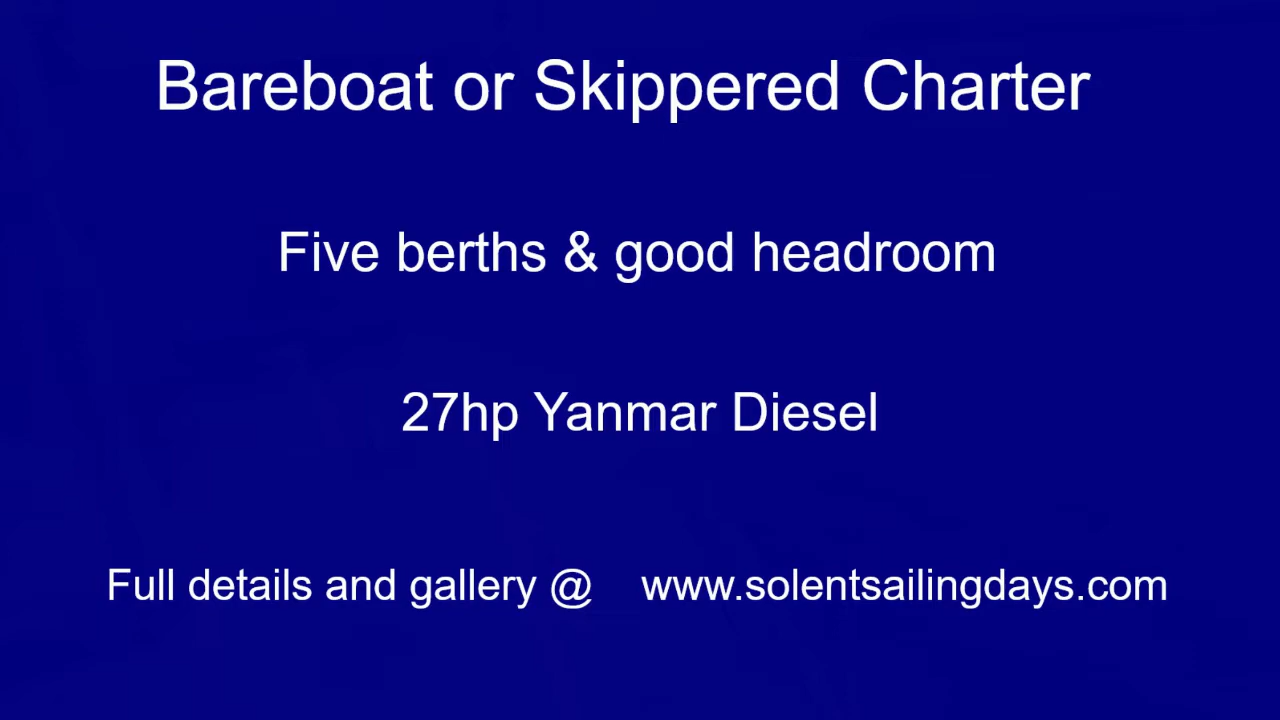 Bareboat or Skippered Charter
Five berths & good headroom
27hp Yanmar Diesel
Full details and gallery @ www.solentsailingdays.com